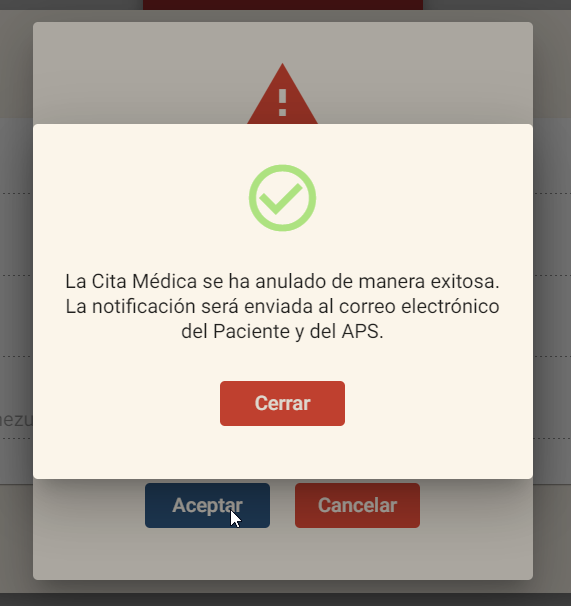 La Cita Médica se ha anulado de manera exitosa.
La notificación será enviada al correo electrónico
del Paciente y del APS.
Cerrar
Aceptar
Cancelar